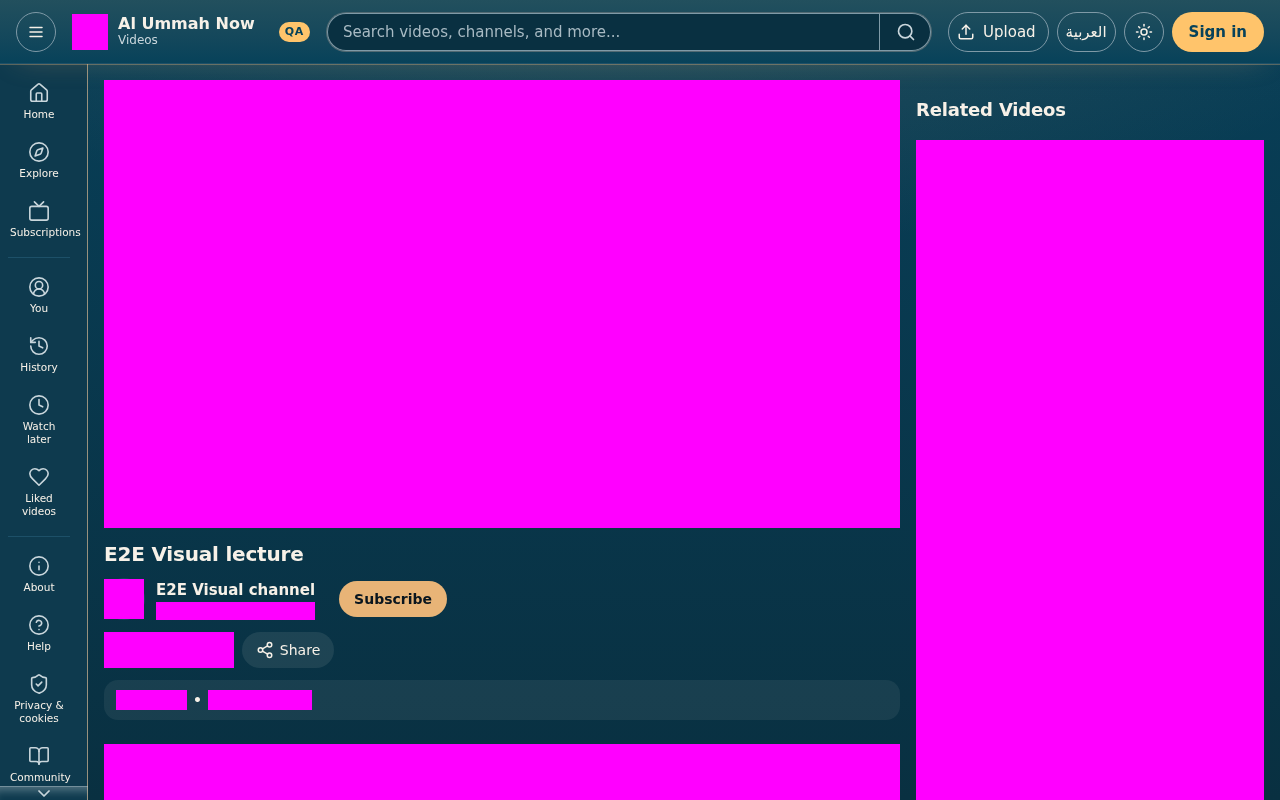 Al Ummah Now
Videos
QA
Search videos, channels, and more...
Upload
العربية
Sign in
Home
Explore
Subscriptions
You
History
Watch
later
Liked
videos
About
Help
Privacy &
cookies
Community
E2E Visual lecture
E2E Visual channel
Subscribe
Share
•
Related Videos